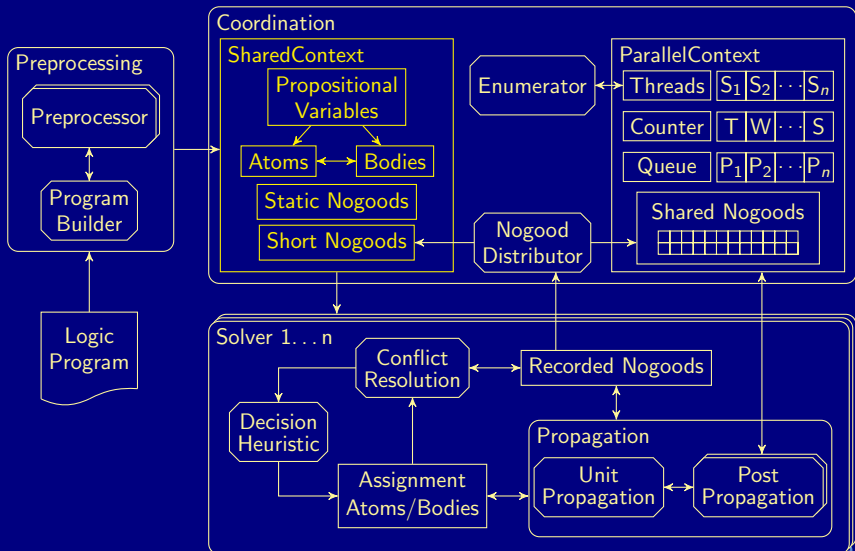 Preprocessing
Preprocessor
Program
Builder
Logic
Program
Coordination
SharedContext
Propositional
Variables
Atoms
Bodies
Static Nogoods
Short Nogoods
Enumerator
Nogood
Distributor
ParallelContext
Threads S₁ S₂ ··· Sₙ
Counter T W ··· S
Queue P₁ P₂ ··· Pₙ
Shared Nogoods
Solver 1...n
Conflict
Resolution
Recorded Nogoods
Decision
Heuristic
Assignment
Atoms/Bodies
Propagation
Unit
Propagation
Post
Propagation